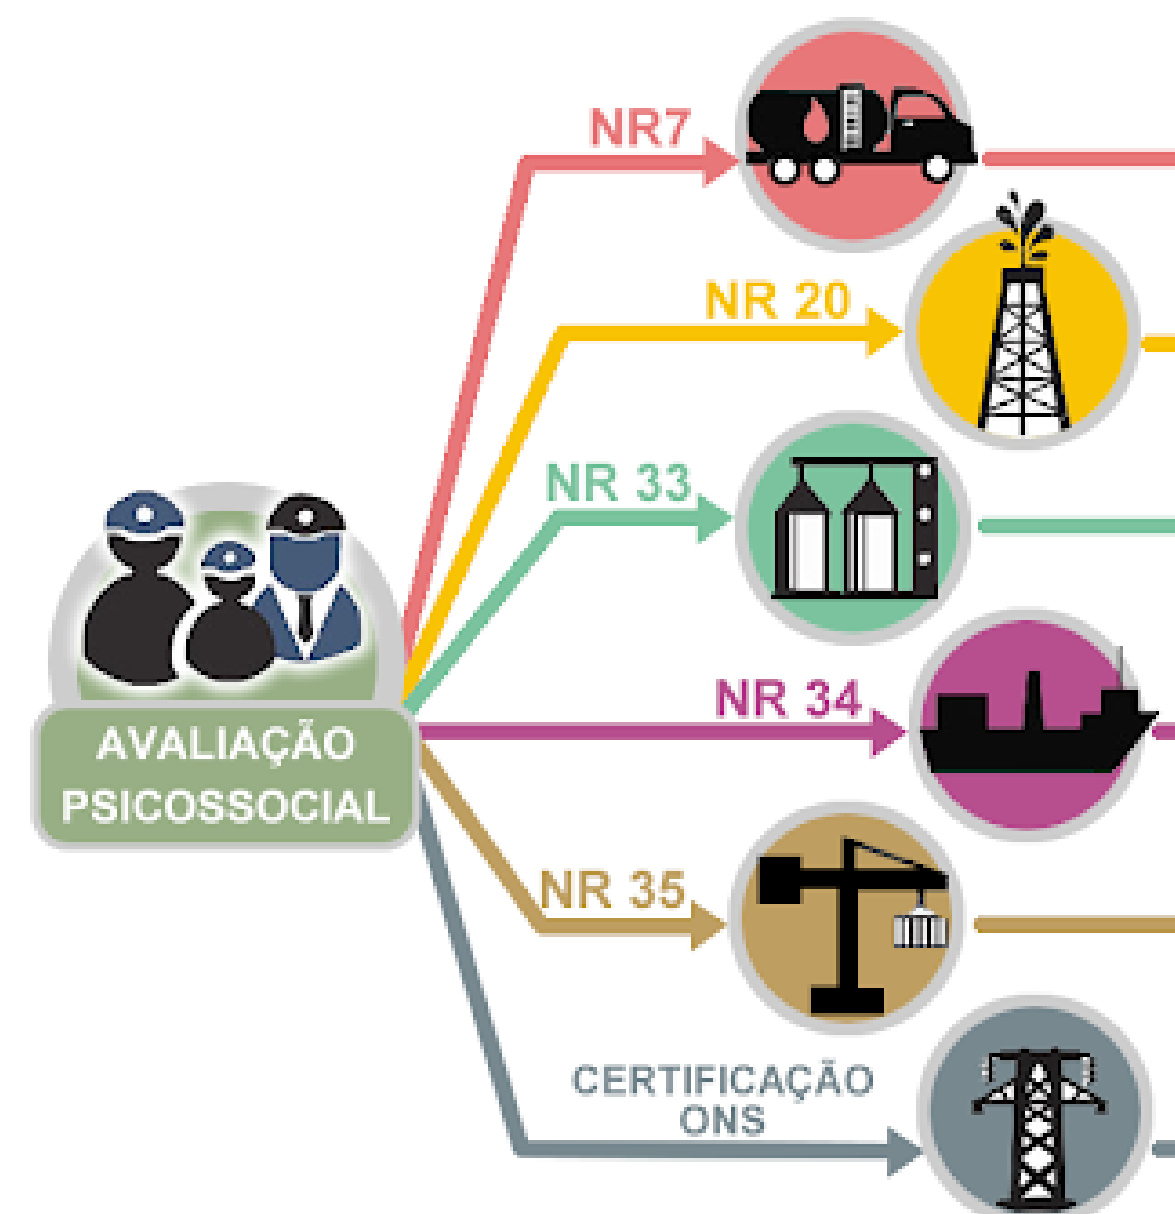 NR7
NR 20
NR 33
NR 34
AVALIAÇÃO
PSICOSSOCIAL
NR 35
CERTIFICAÇÃO
ONS